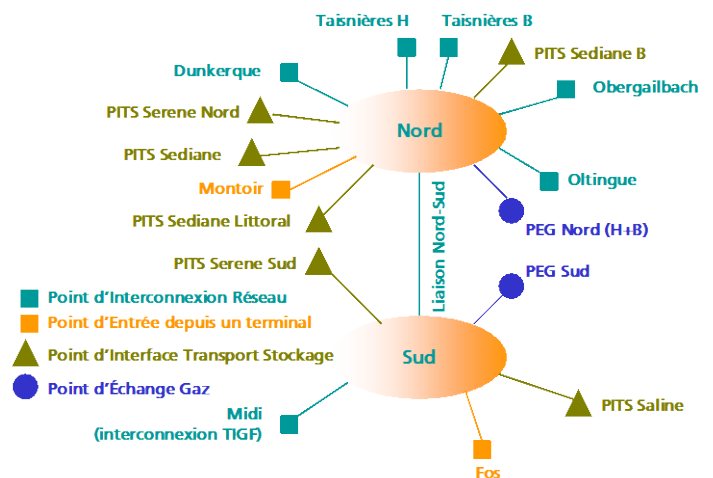 Taisnières H
Taisnières B
PITS Sediane B
Dunkerque
Obergailbach
PITS Serene Nord
Nord
PITS Sediane
Montoir
Oltingue
PITS Sediane Littoral
PEG Nord (H+B)
Liaison Nord-Sud
PITS Serene Sud
PEG Sud
Point d'Interconnexion Réseau
Point d'Entrée depuis un terminal
Point d'Interface Transport Stockage
Sud
Point d'Échange Gaz
PITS Saline
Midi
(interconnexion TIGF)
Fos